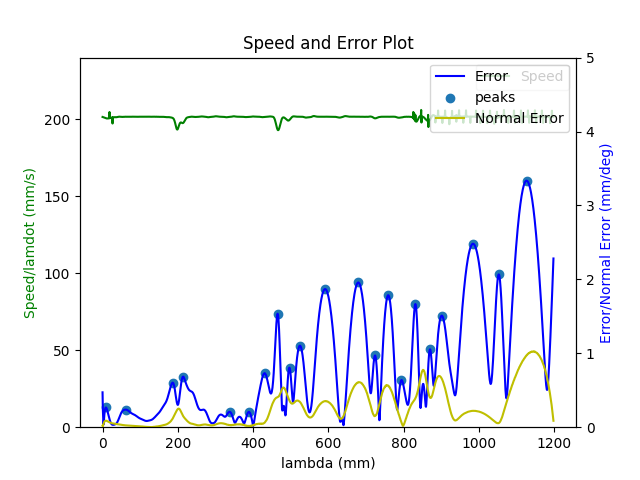 Speed and Error Plot
Error
Speed
peaks
Normal Error
Speed/lamdot (mm/s)
200
150
100
50
0
Error/Normal Error (mm/deg)
5
4
3
2
1
0
0 200 400 600 800 1000 1200
lambda (mm)